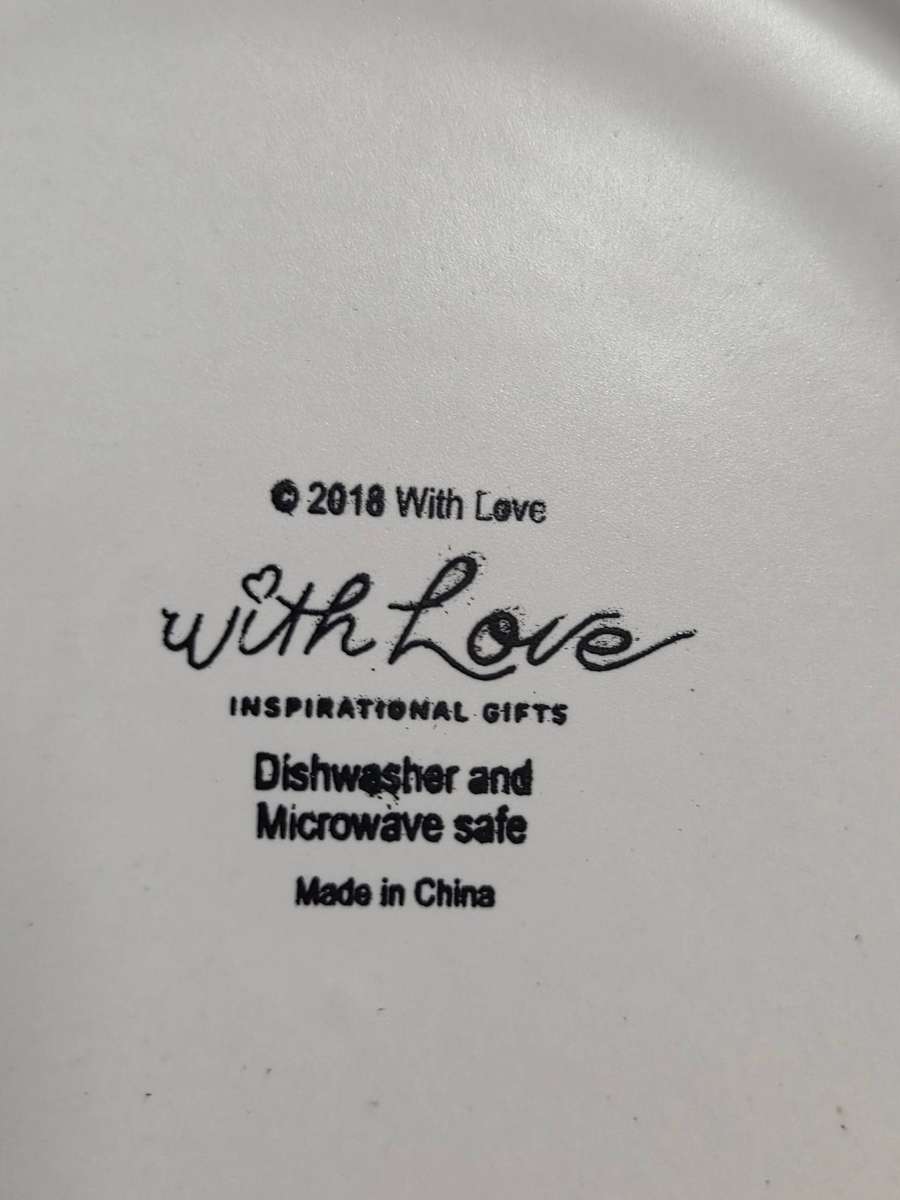 © 2018 With Love
with Love
INSPIRATIONAL GIFTS
Dishwasher and
Microwave safe
Made in China